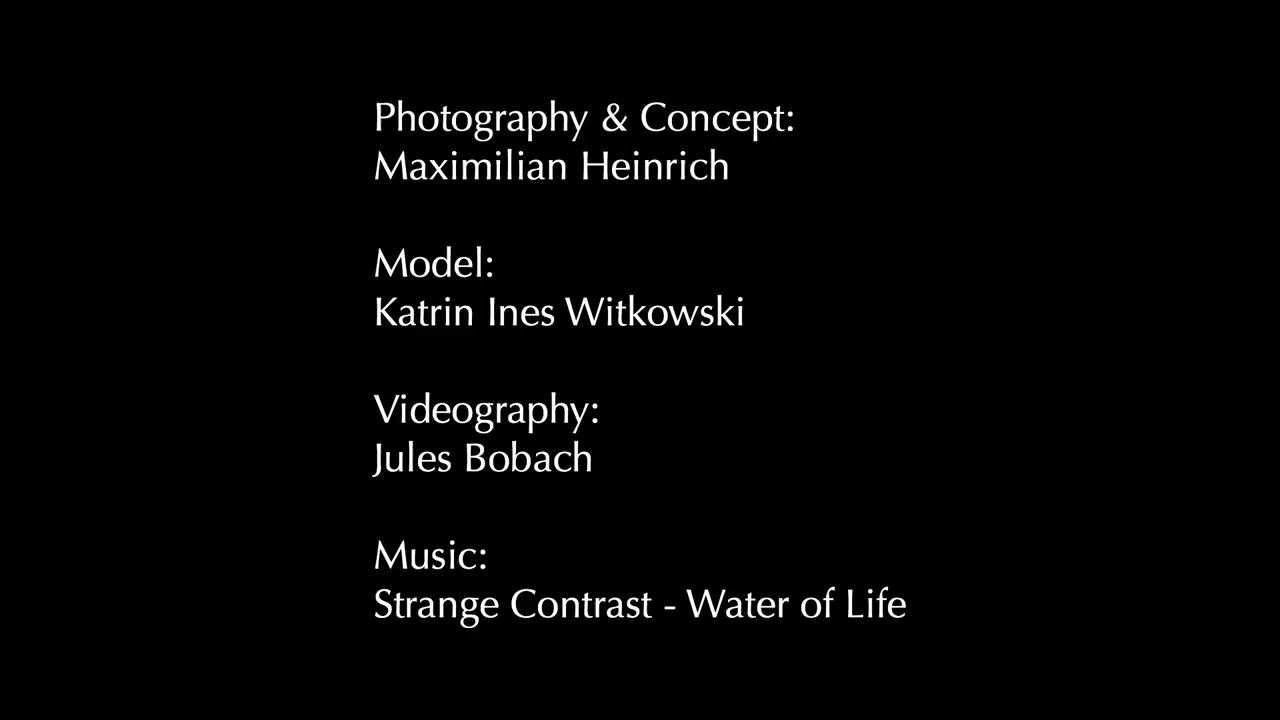 Photography & Concept:
Maximilian Heinrich
Model:
Katrin Ines Witkowski
Videography:
Jules Bobach
Music:
Strange Contrast - Water of Life